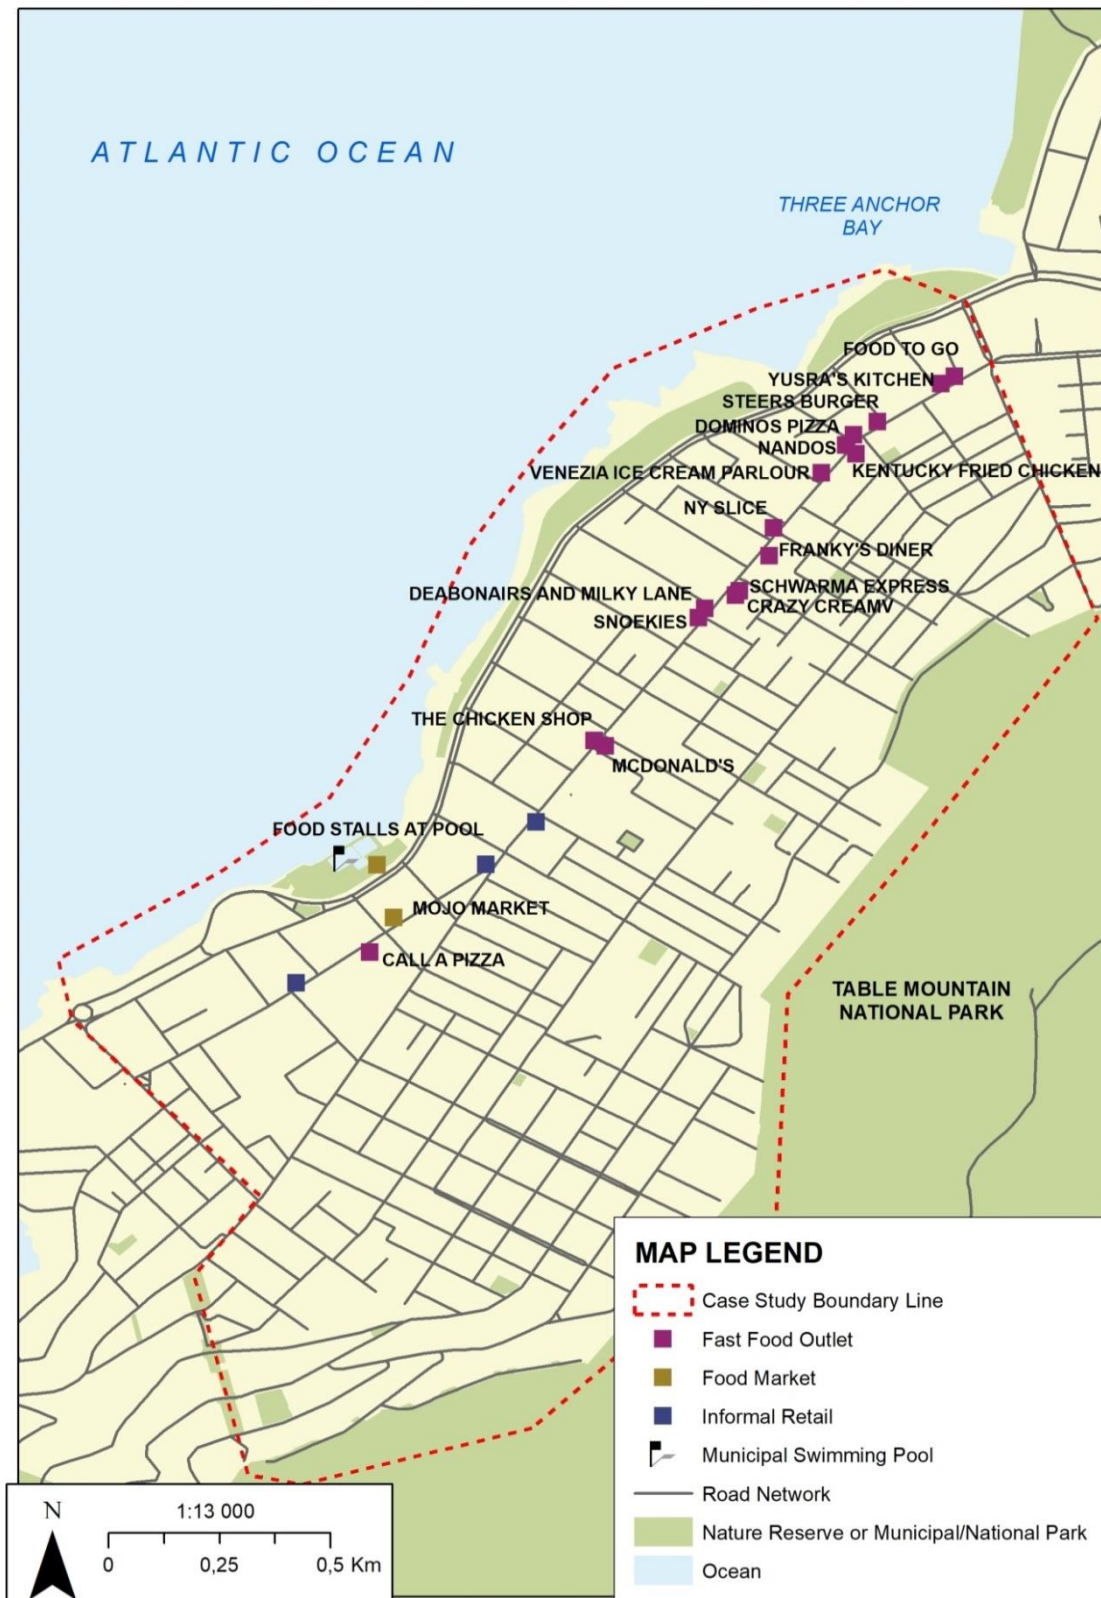 ATLANTIC OCEAN
THREE ANCHOR
BAY
FOOD TO GO
YUSRA'S KITCHEN
STEERS BURGER
DOMINOS PIZZA
NANDOS
VENEZIA ICE CREAM PARLOUR
KENTUCKY FRIED CHICKEN
NY SLICE
FRANKY'S DINER
SCHWARMA EXPRESS
DEABONAIRS AND MILKY LANE
CRAZY CREAMV
SNOEKIES
THE CHICKEN SHOP
MCDONALD'S
FOOD STALLS AT POOL
MOJO MARKET
CALL A PIZZA
TABLE MOUNTAIN
NATIONAL PARK
MAP LEGEND
Case Study Boundary Line
Fast Food Outlet
Food Market
Informal Retail
Municipal Swimming Pool
Road Network
Nature Reserve or Municipal/National Park
Ocean
N
1:13 000
0 0,25 0,5 Km